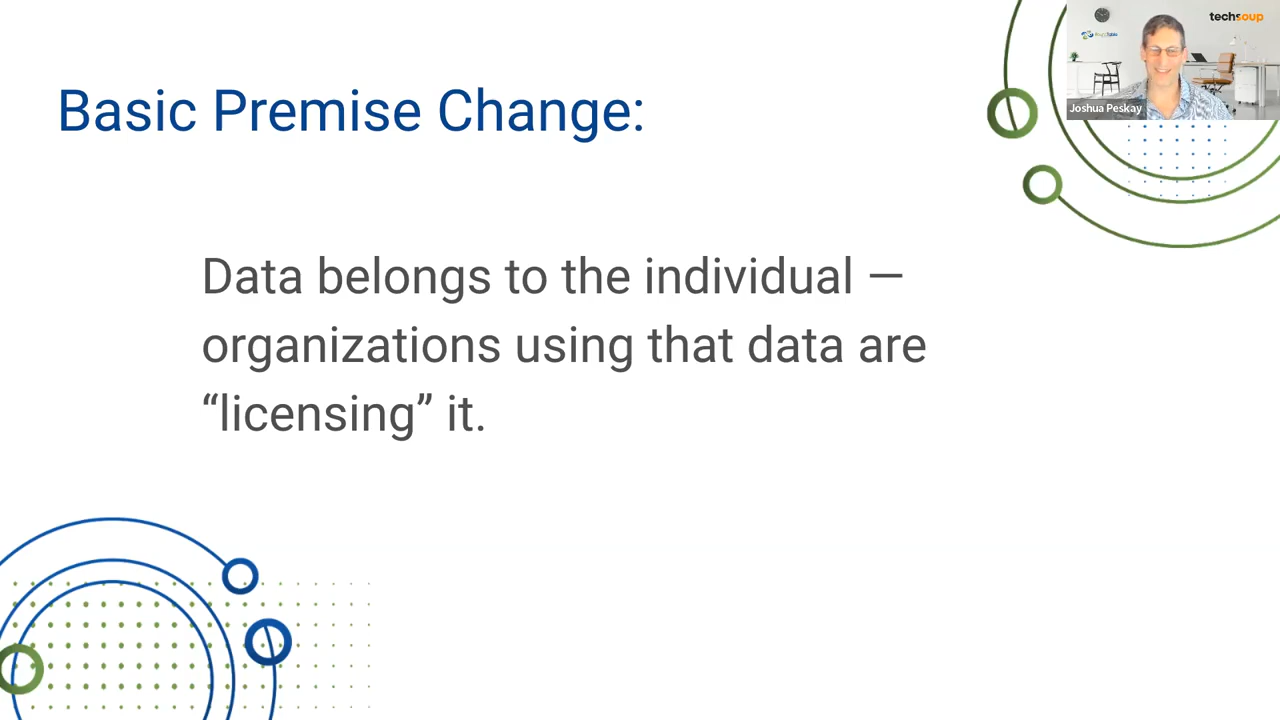 techsoup
Joshua Peskay
Basic Premise Change:
Data belongs to the individual —
organizations using that data are
“licensing” it.